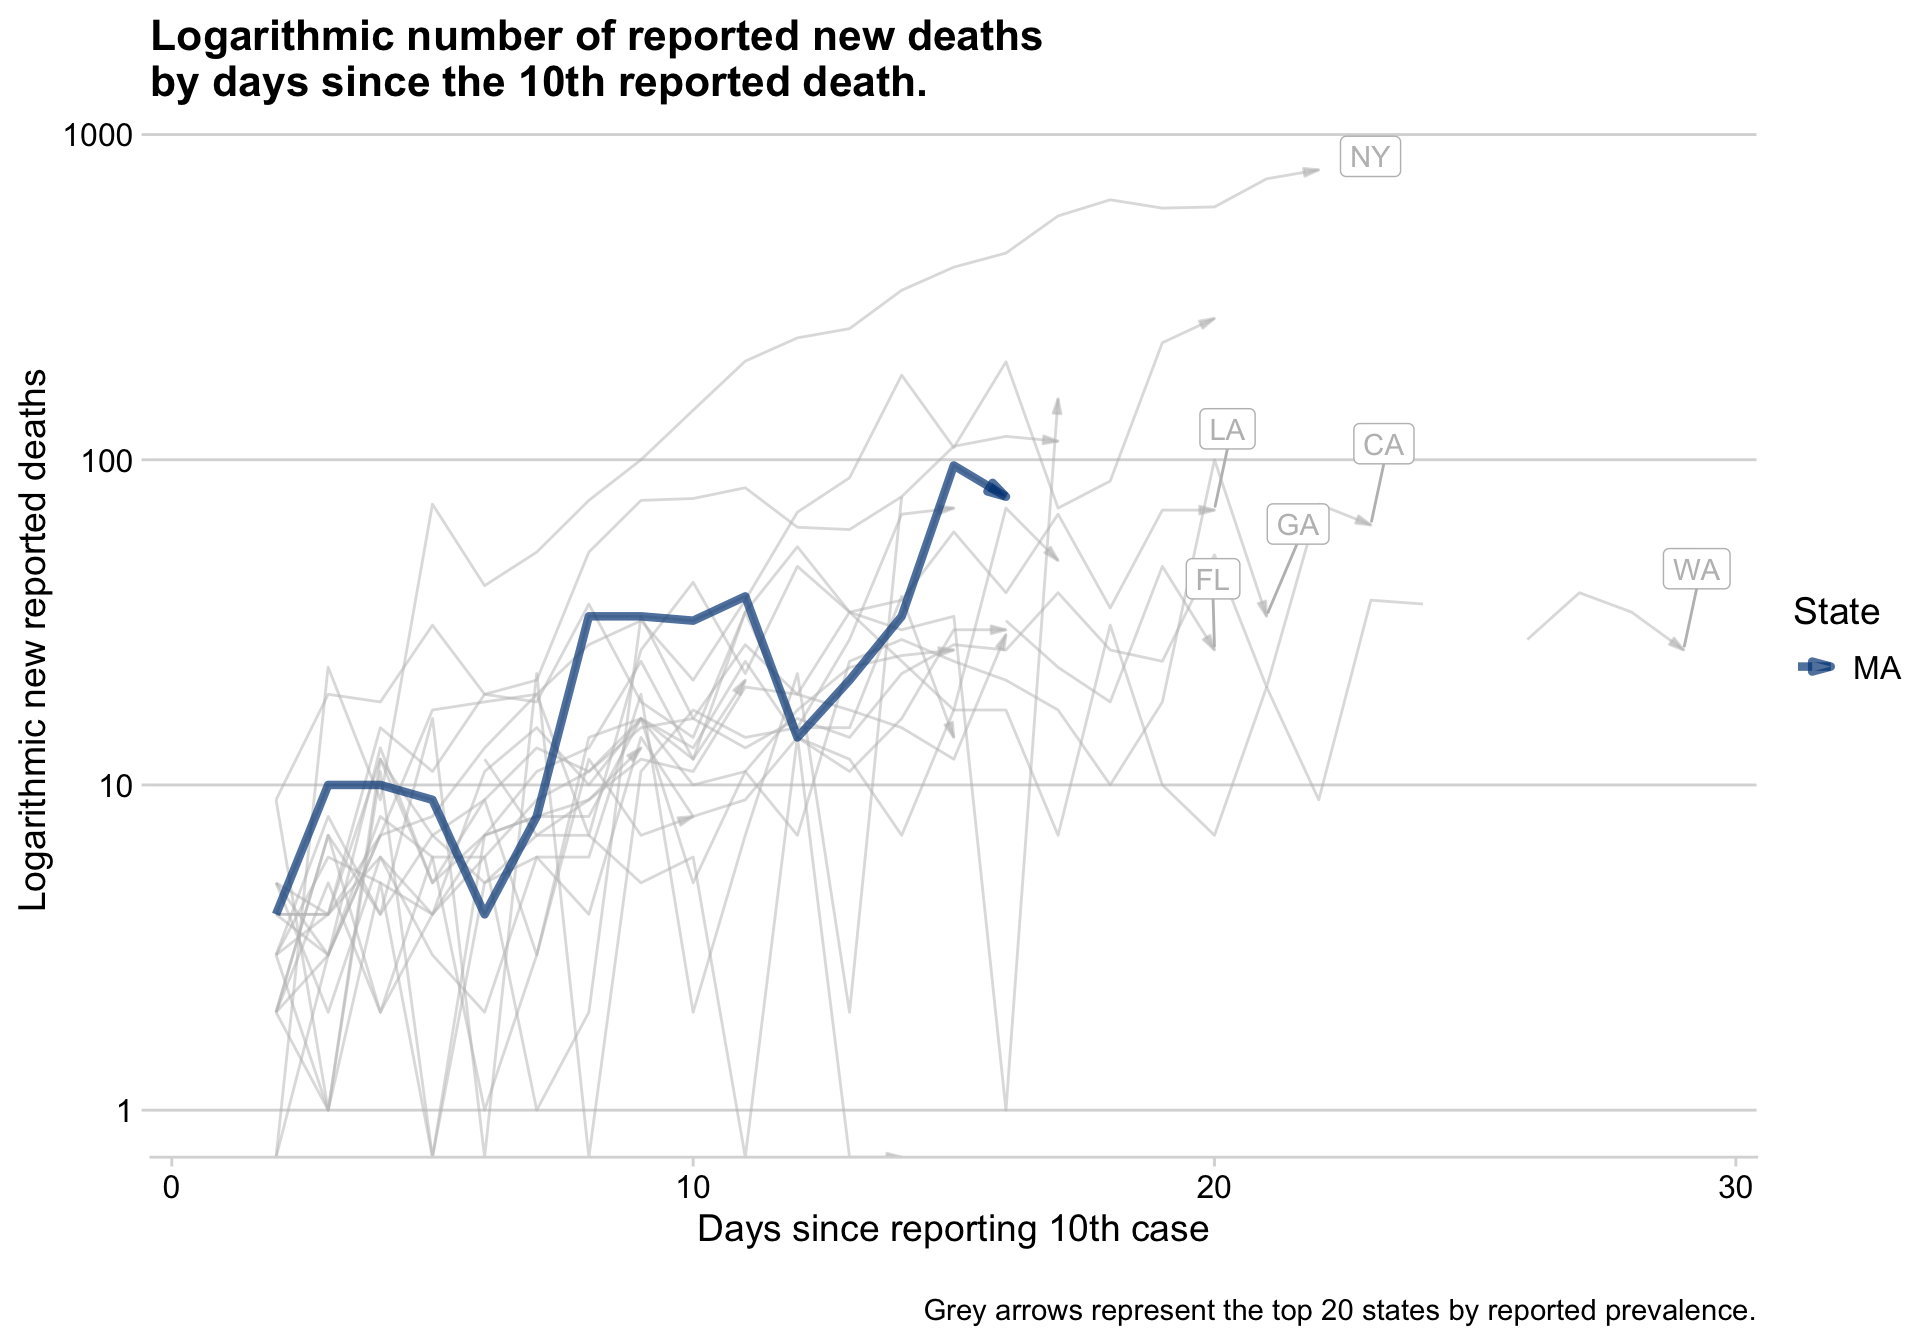 Logarithmic number of reported new deaths
by days since the 10th reported death.
1000
NY
LA
CA
100
GA
FL
WA
10
1
Logarithmic new reported deaths
State
MA
0 10 20 30
Days since reporting 10th case
Grey arrows represent the top 20 states by reported prevalence.